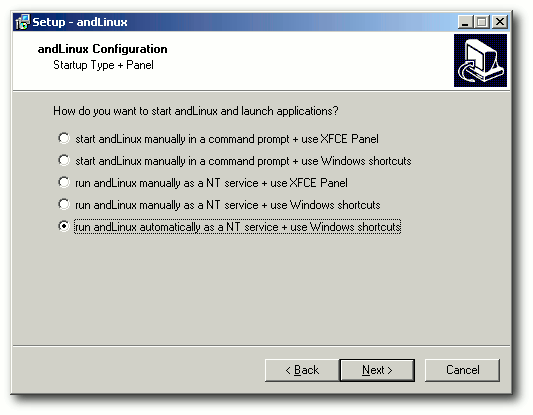 Setup - andLinux
andLinux Configuration
Startup Type + Panel
How do you want to start andLinux and launch applications?
start andLinux manually in a command prompt + use XFCE Panel
start andLinux manually in a command prompt + use Windows shortcuts
run andLinux manually as a NT service + use XFCE Panel
run andLinux manually as a NT service + use Windows shortcuts
run andLinux automatically as a NT service + use Windows shortcuts
< Back Next > Cancel